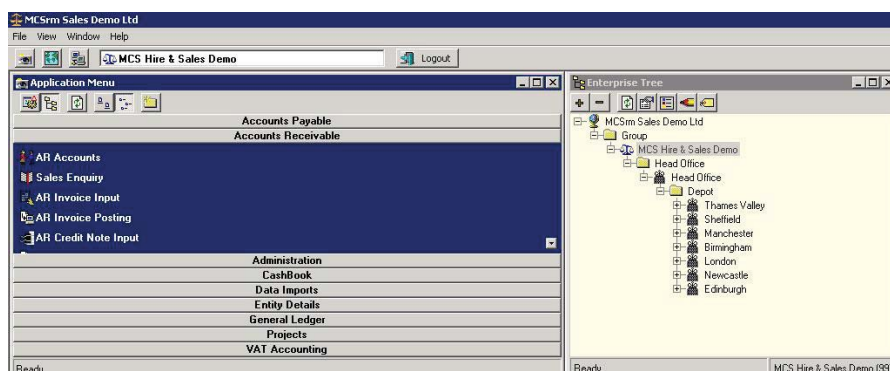 MCSrm Sales Demo Ltd
File View Window Help
MCS Hire & Sales Demo
Logout
Application Menu
Accounts Payable
Accounts Receivable
AR Accounts
Sales Enquiry
AR Invoice Input
AR Invoice Posting
AR Credit Note Input
Administration
CashBook
Data Imports
Entity Details
General Ledger
Projects
VAT Accounting
Ready
Enterprise Tree
MCSrm Sales Demo Ltd
Group
MCS Hire & Sales Demo
Head Office
Head Office
Depot
Thames Valley
Sheffield
Manchester
Birmingham
London
Newcastle
Edinburgh
Ready
MCS Hire & Sales Demo (99